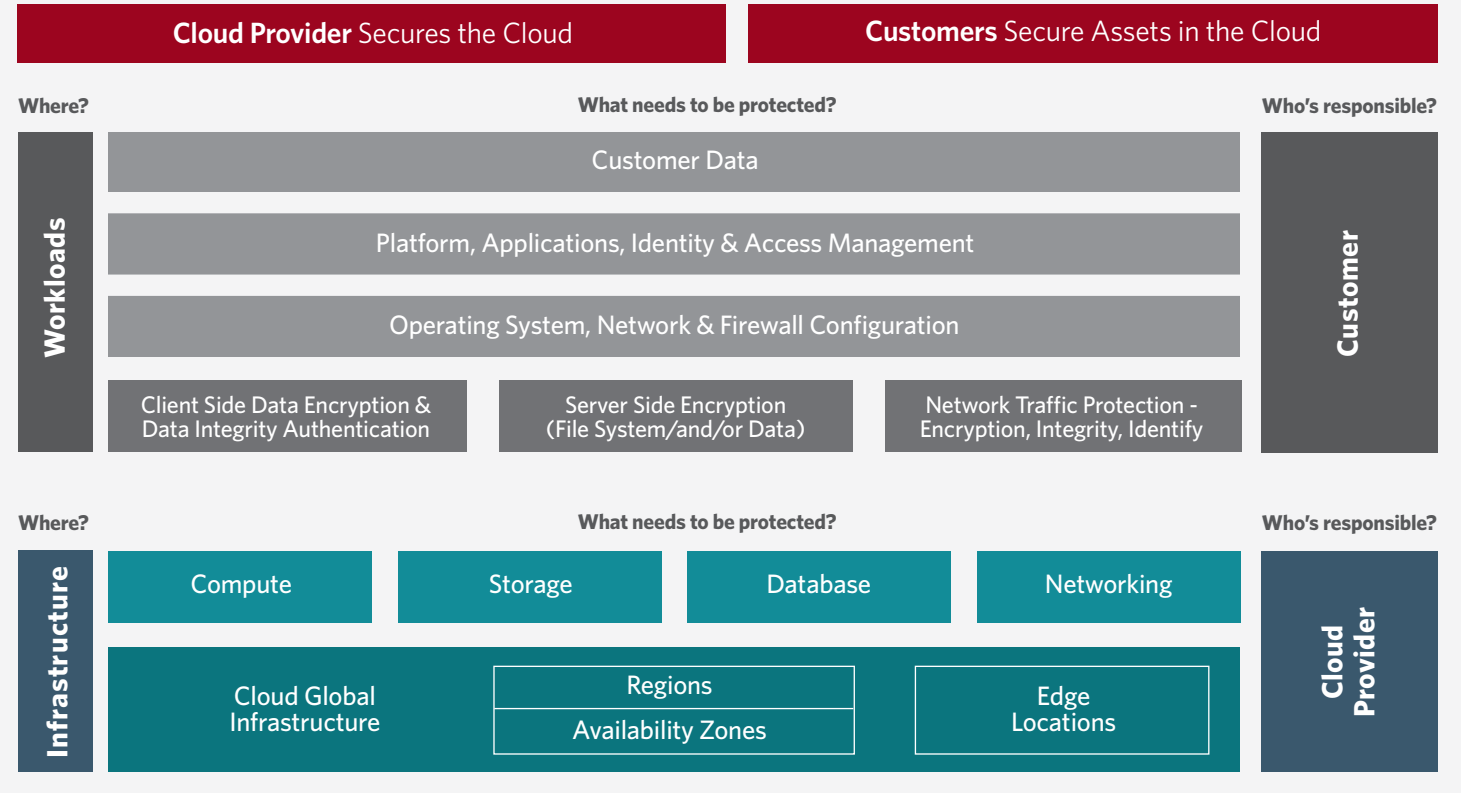 Cloud Provider Secures the Cloud
Customers Secure Assets in the Cloud
Where?
What needs to be protected?
Who's responsible?
Workloads
Customer Data
Platform, Applications, Identity & Access Management
Operating System, Network & Firewall Configuration
Client Side Data Encryption &
Data Integrity Authentication
Server Side Encryption
(File System/and/or Data)
Network Traffic Protection -
Encryption, Integrity, Identify
Customer
Where?
What needs to be protected?
Who's responsible?
Infrastructure
Compute
Storage
Database
Networking
Cloud Global
Infrastructure
Regions
Availability Zones
Edge
Locations
Cloud
Provider